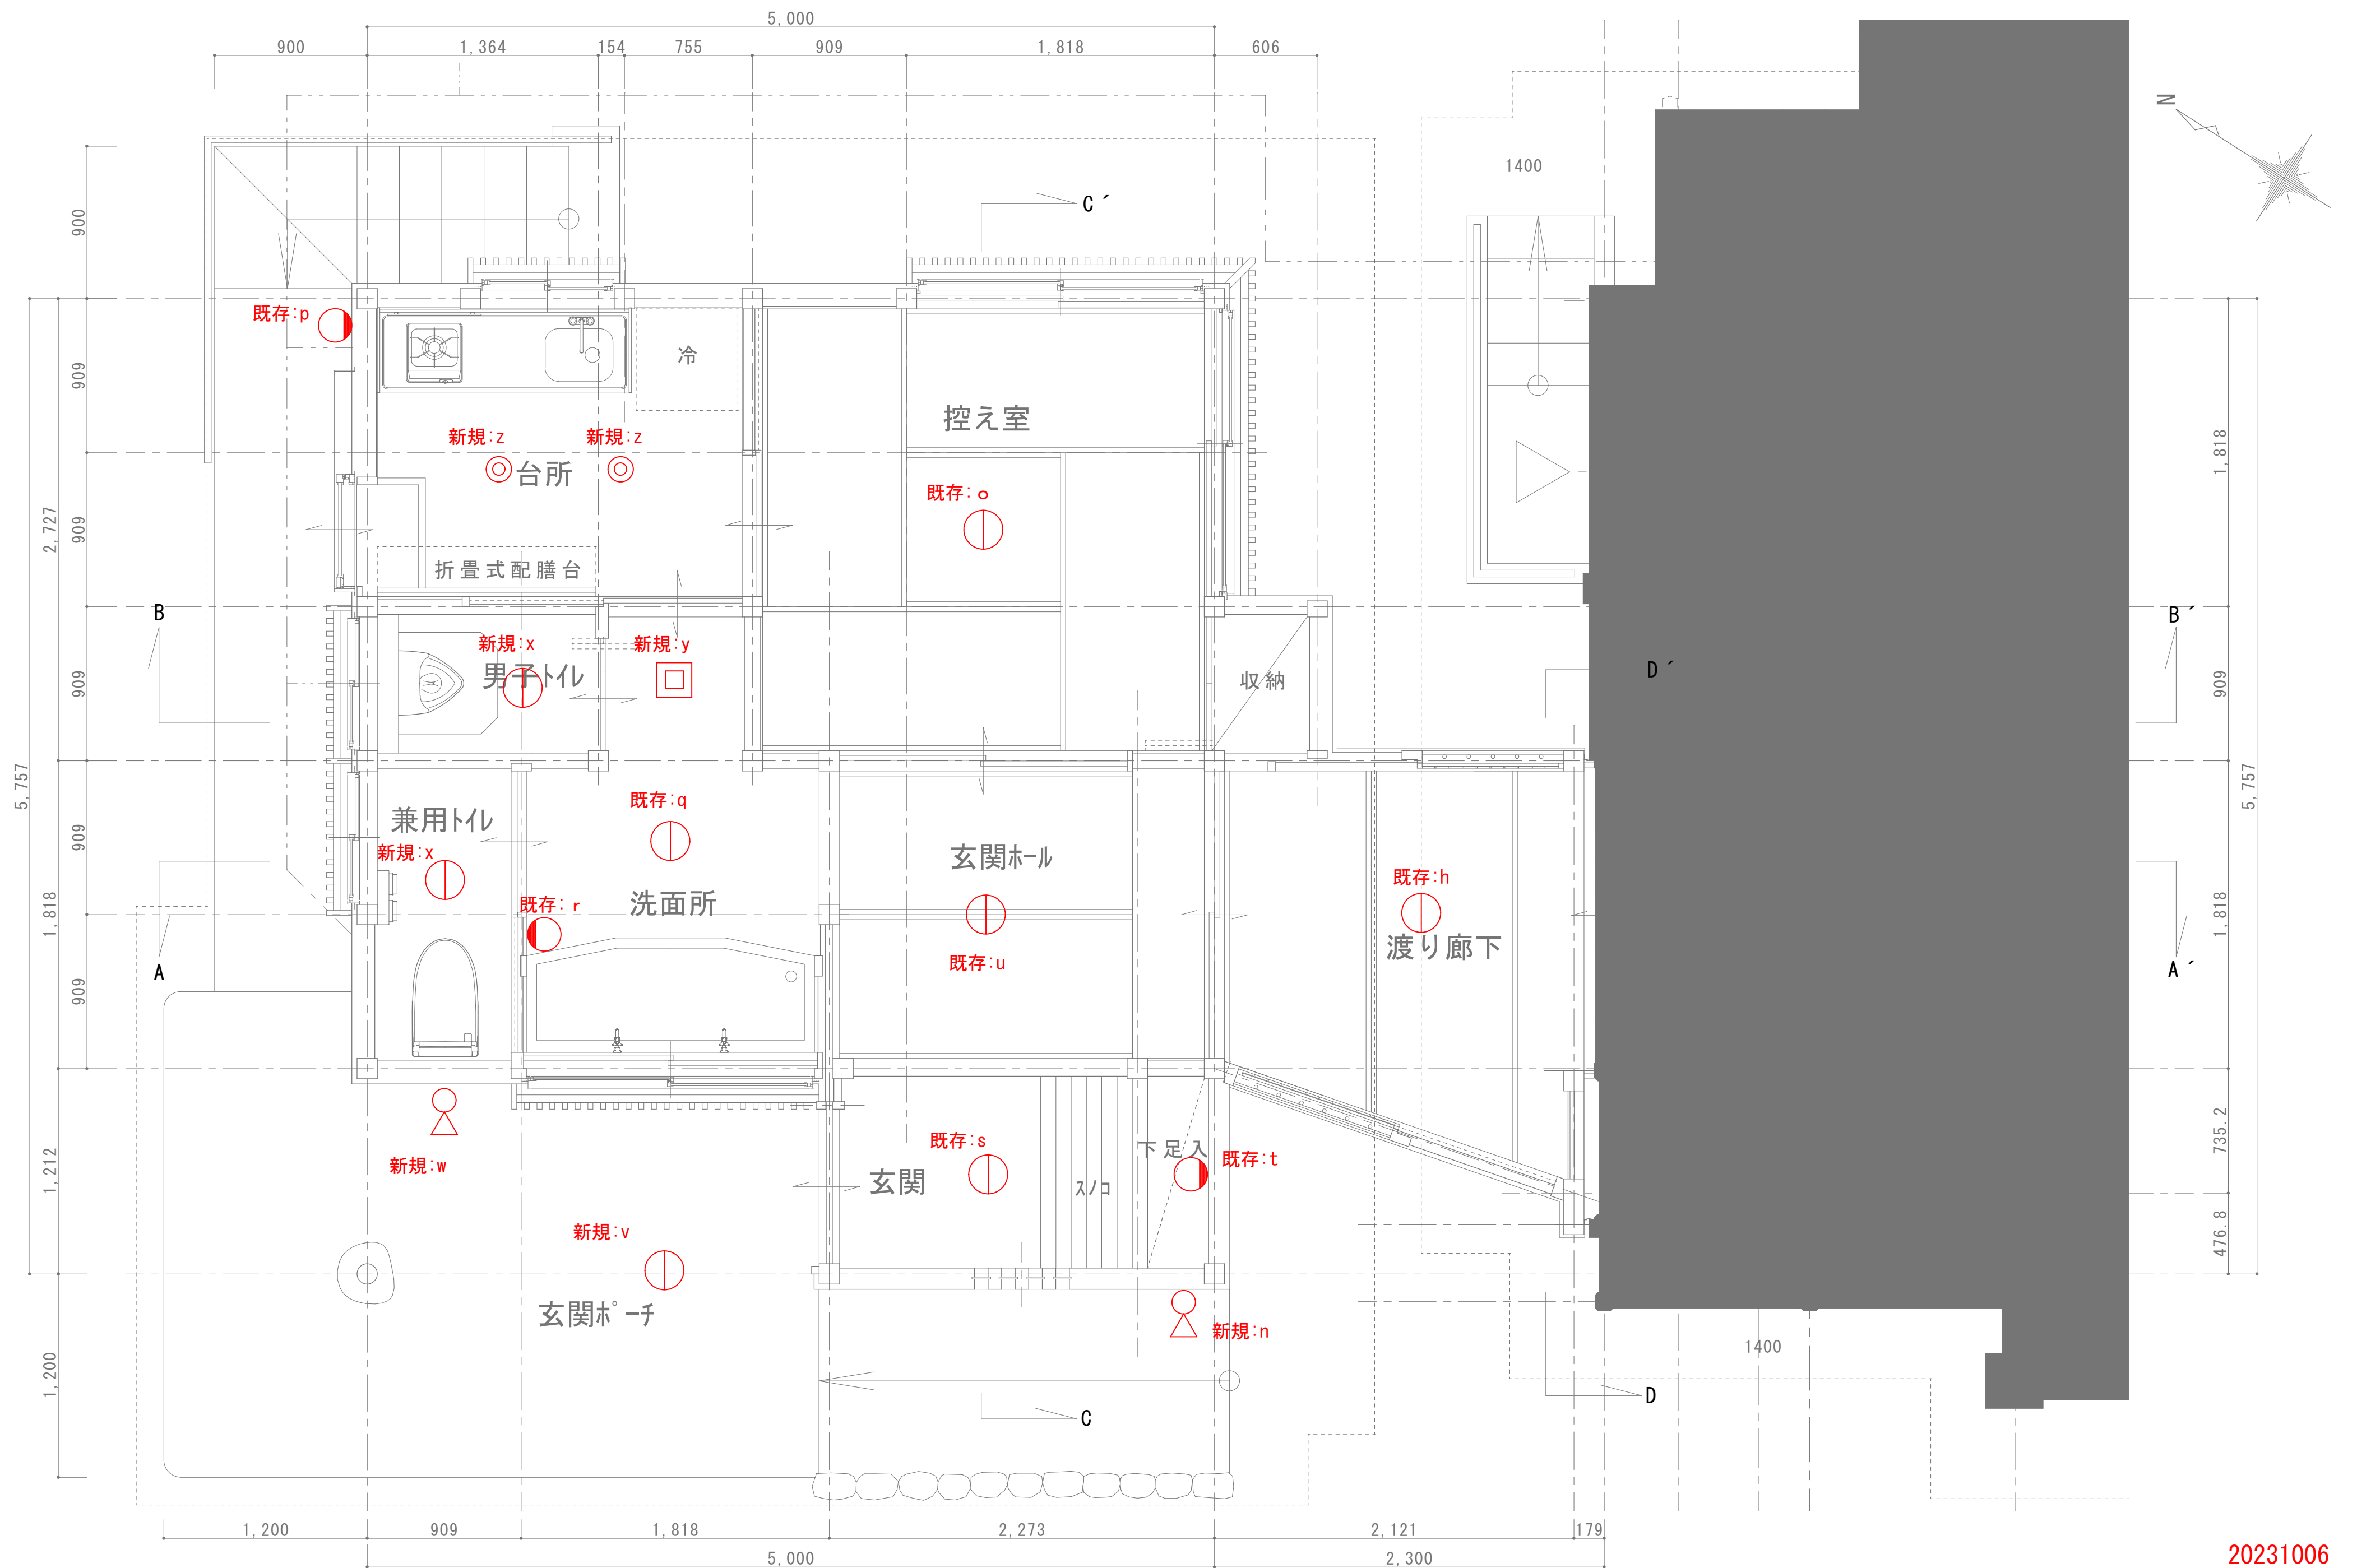 5,000
900
1,364
154
755
909
1,818
606
N
1400
C´
900
既存:p
909
冷
控え室
1,818
新規:z
新規:z
台所
既存:o
2,727
909
折畳式配膳台
B
B´
新規:x
新規:y
男子ﾄｲﾚ
収納
D´
909
909
5,757
5,757
既存:q
兼用ﾄｲﾚ
新規:x
玄関ﾎｰﾙ
909
既存:h
既存:r
洗面所
1,818
1,818
渡り廊下
既存:u
A
A´
909
735.2
既存:s
下足入
既存:t
新規:w
1,212
玄関
ｽﾉｺ
新規:v
476.8
玄関ﾎﾟｰﾁ
新規:n
1400
1,200
D
C
1,200
909
1,818
2,273
2,121
179
5,000
2,300
20231006